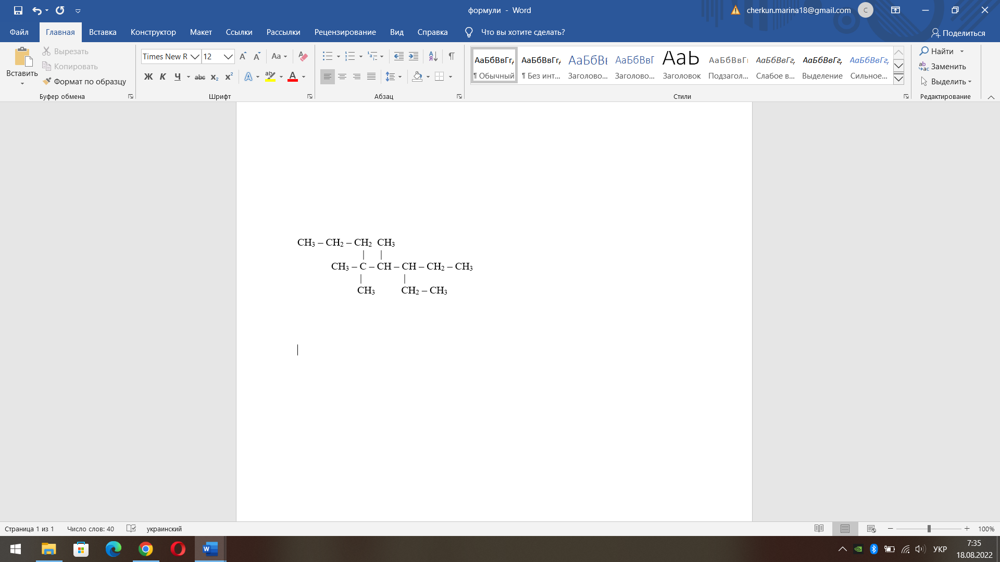 формули - Word
cherkun.marina18@gmail.com
C
Файл Главная Вставка Конструктор Макет Ссылки Рассылки Рецензирование Вид Справка Что вы хотите сделать? Поделиться
Вставить
Вырезать
Копировать
Формат по образцу
Буфер обмена
Times New R 12
Aa
Ж К Ч abc x₂ x²
Шрифт
Абзац
АаБбВвГг, АаБбВвГг, АаБбВı АаБбВвГ АаЬ АаБбВвГı АаБбВвГг, АаБбВвГг, АаБбВвГг,
¶ Обычный ¶ Без инт... Заголово... Заголово... Заголовок Подзагол... Слабое в... Выделение Сильное...
Стили
Найти
Заменить
Выделить
Редактирование
CH₃ – CH₂ – CH₂ CH₃
| |
CH₃ – C – CH – CH – CH₂ – CH₃
| |
CH₃ CH₂ – CH₃
Страница 1 из 1 Число слов: 40 украинский 100%
УКР
7:35
18.08.2022